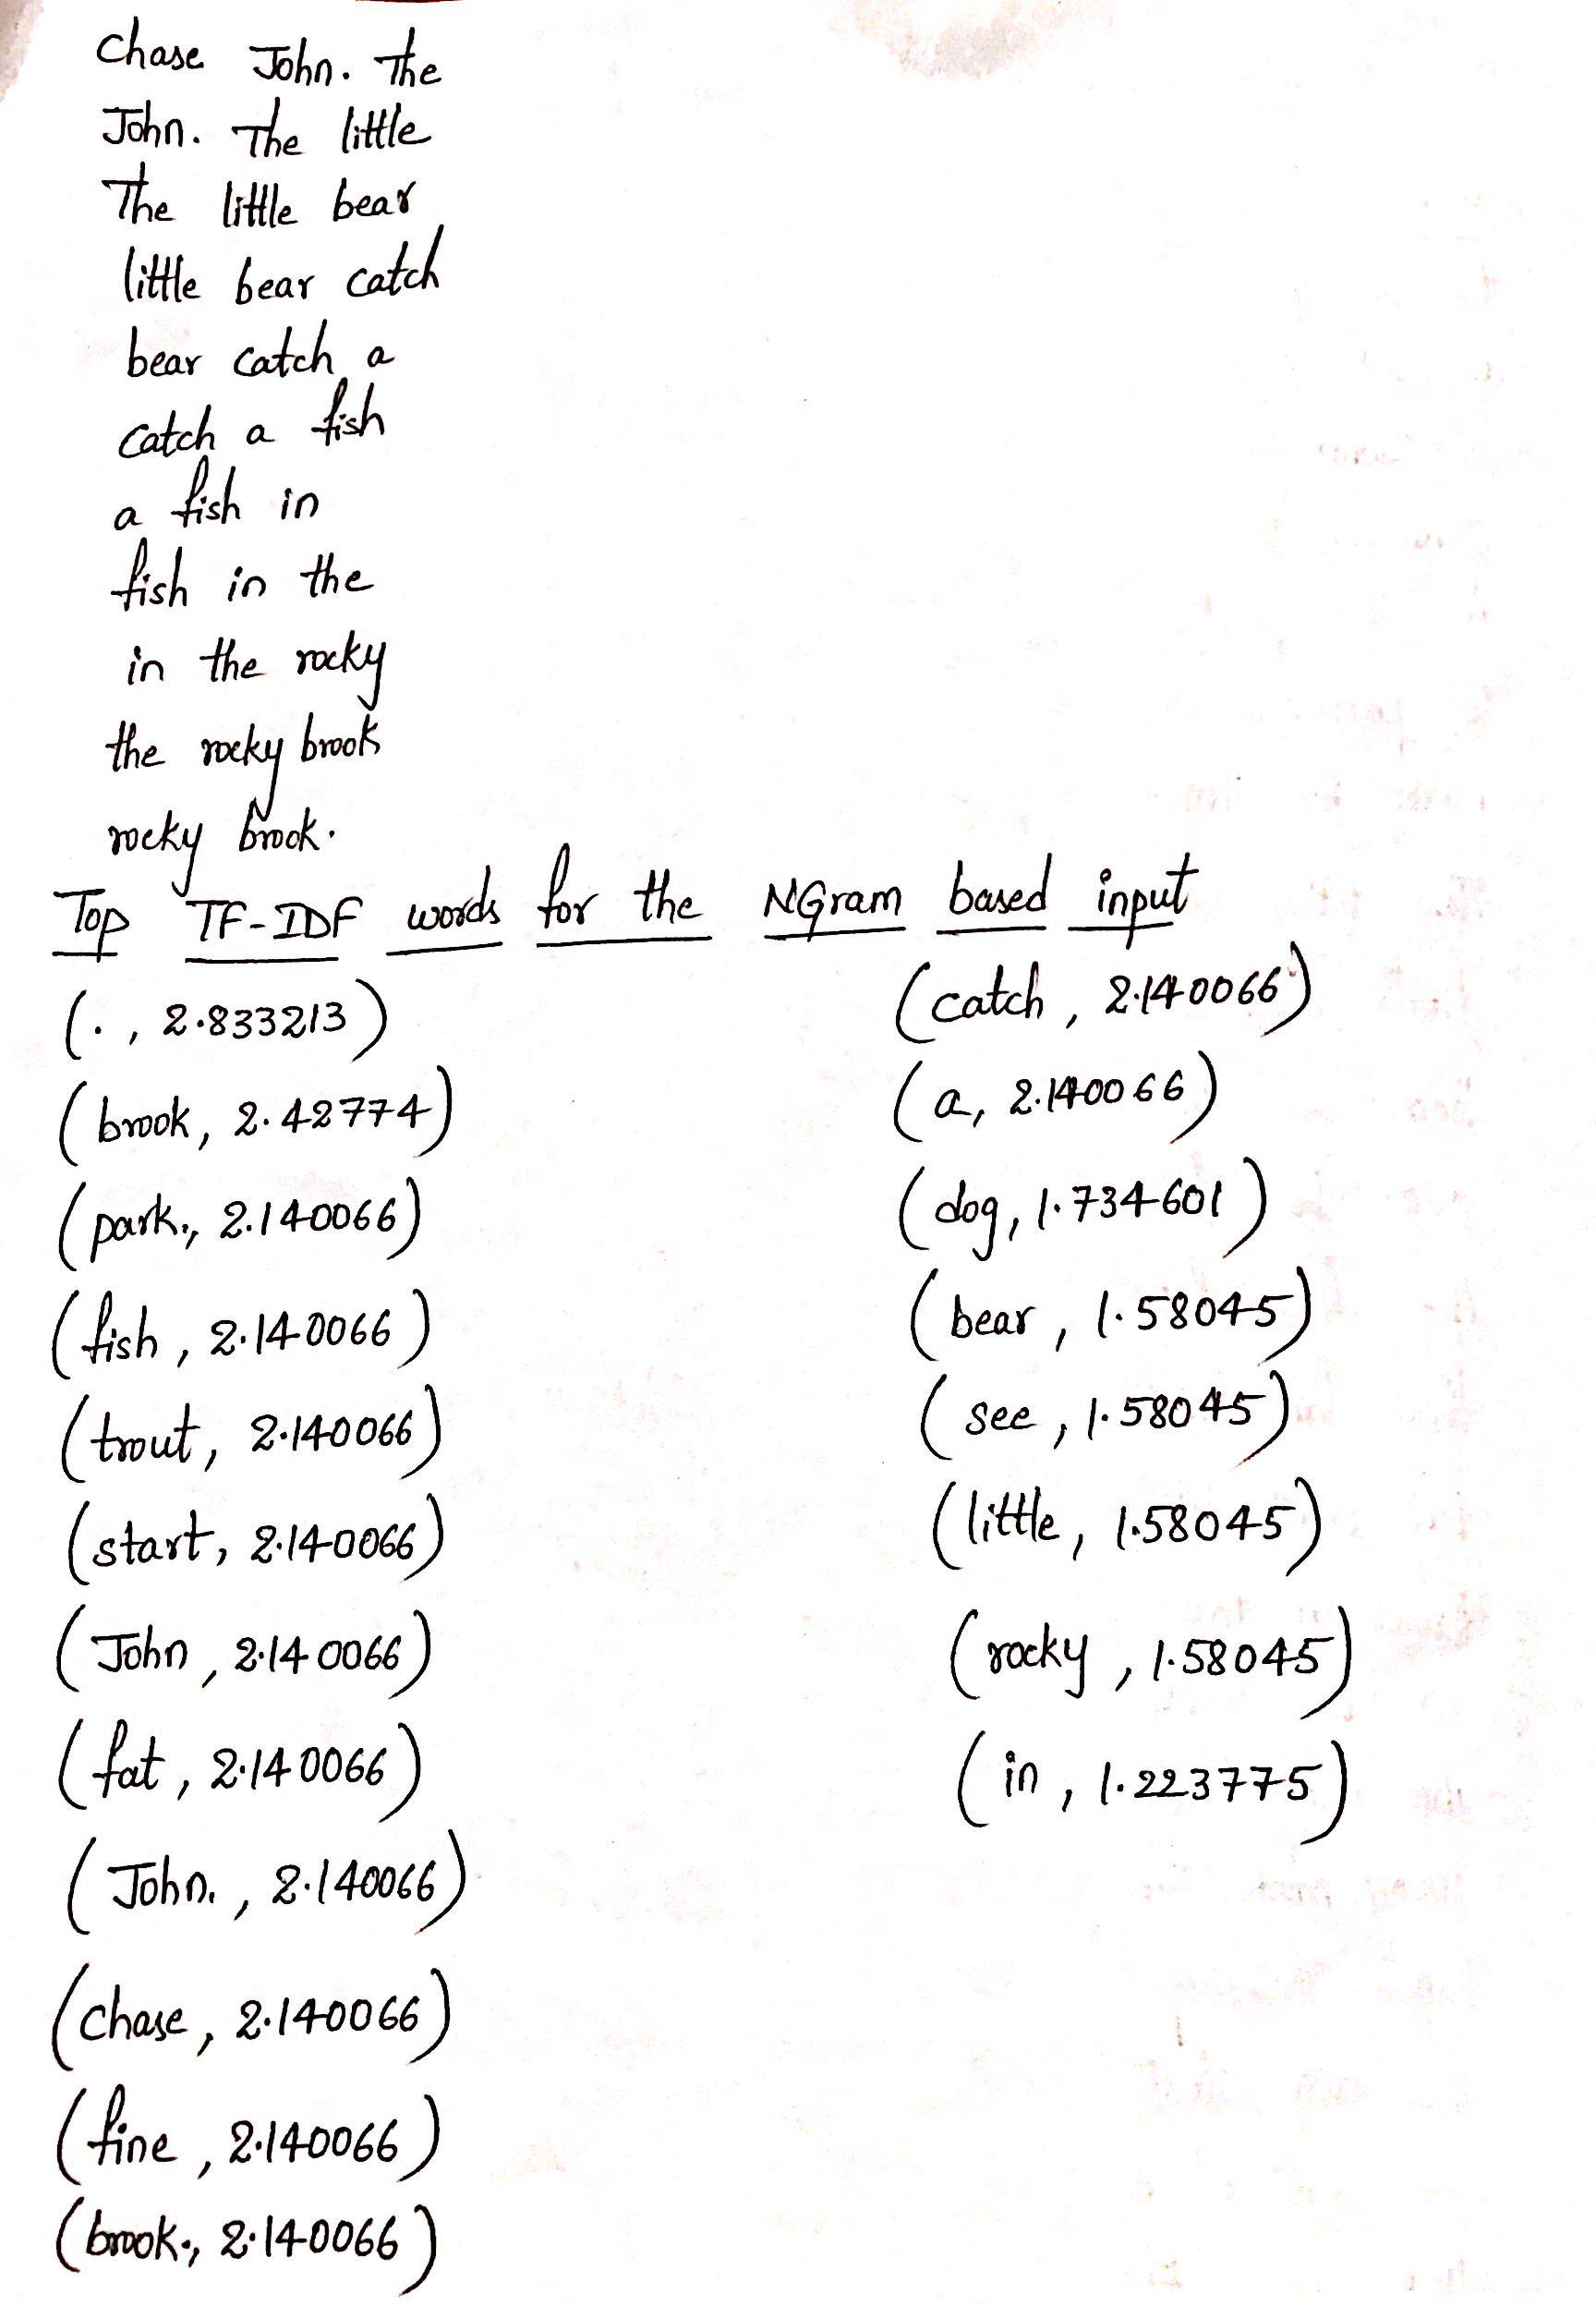 chase John. The
John. The little
The little bear
little bear catch
bear catch a
catch a fish
a fish in
fish in the
in the rocky
the rocky brook
rocky brook.
Top TF-IDF words for the NGram based input
(., 2.833213)
(brook, 2.42774)
(park., 2.140066)
(fish, 2.140066)
(trout, 2.140066)
(start, 2.140066)
(John, 2.140066)
(fat, 2.140066)
(John., 2.140066)
(chase, 2.140066)
(fine, 2.140066)
(brook., 2.140066)
(catch, 2.140066)
(a, 2.140066)
(dog, 1.734601)
(bear, 1.58045)
(see, 1.58045)
(little, 1.58045)
(rocky, 1.58045)
(in, 1.223775)